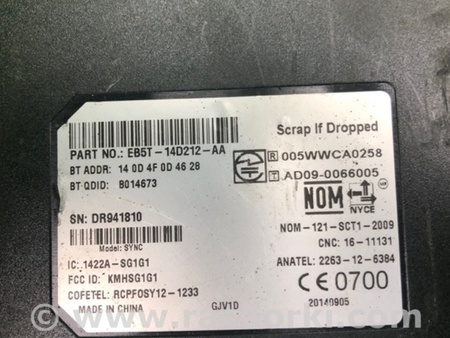 Scrap If Dropped
PART NO.: EB5T-14D212-AA
BT ADDR: 14 0D 4F 0D 46 28
BT-QDID: B014673
R 005WWCA0258
T AD09-0066005
NOM NYCE
SN: DR941810
Model: SYNC
NOM-121-SCT1-2009
CNC: 16-11131
IC: 1422A-SG1G1
ANATEL: 2263-12-6384
FCC ID: KMHSG1G1
COFETEL: RCPFOSY12-1233
CE 0700
MADE IN CHINA
GJV1D
20140905